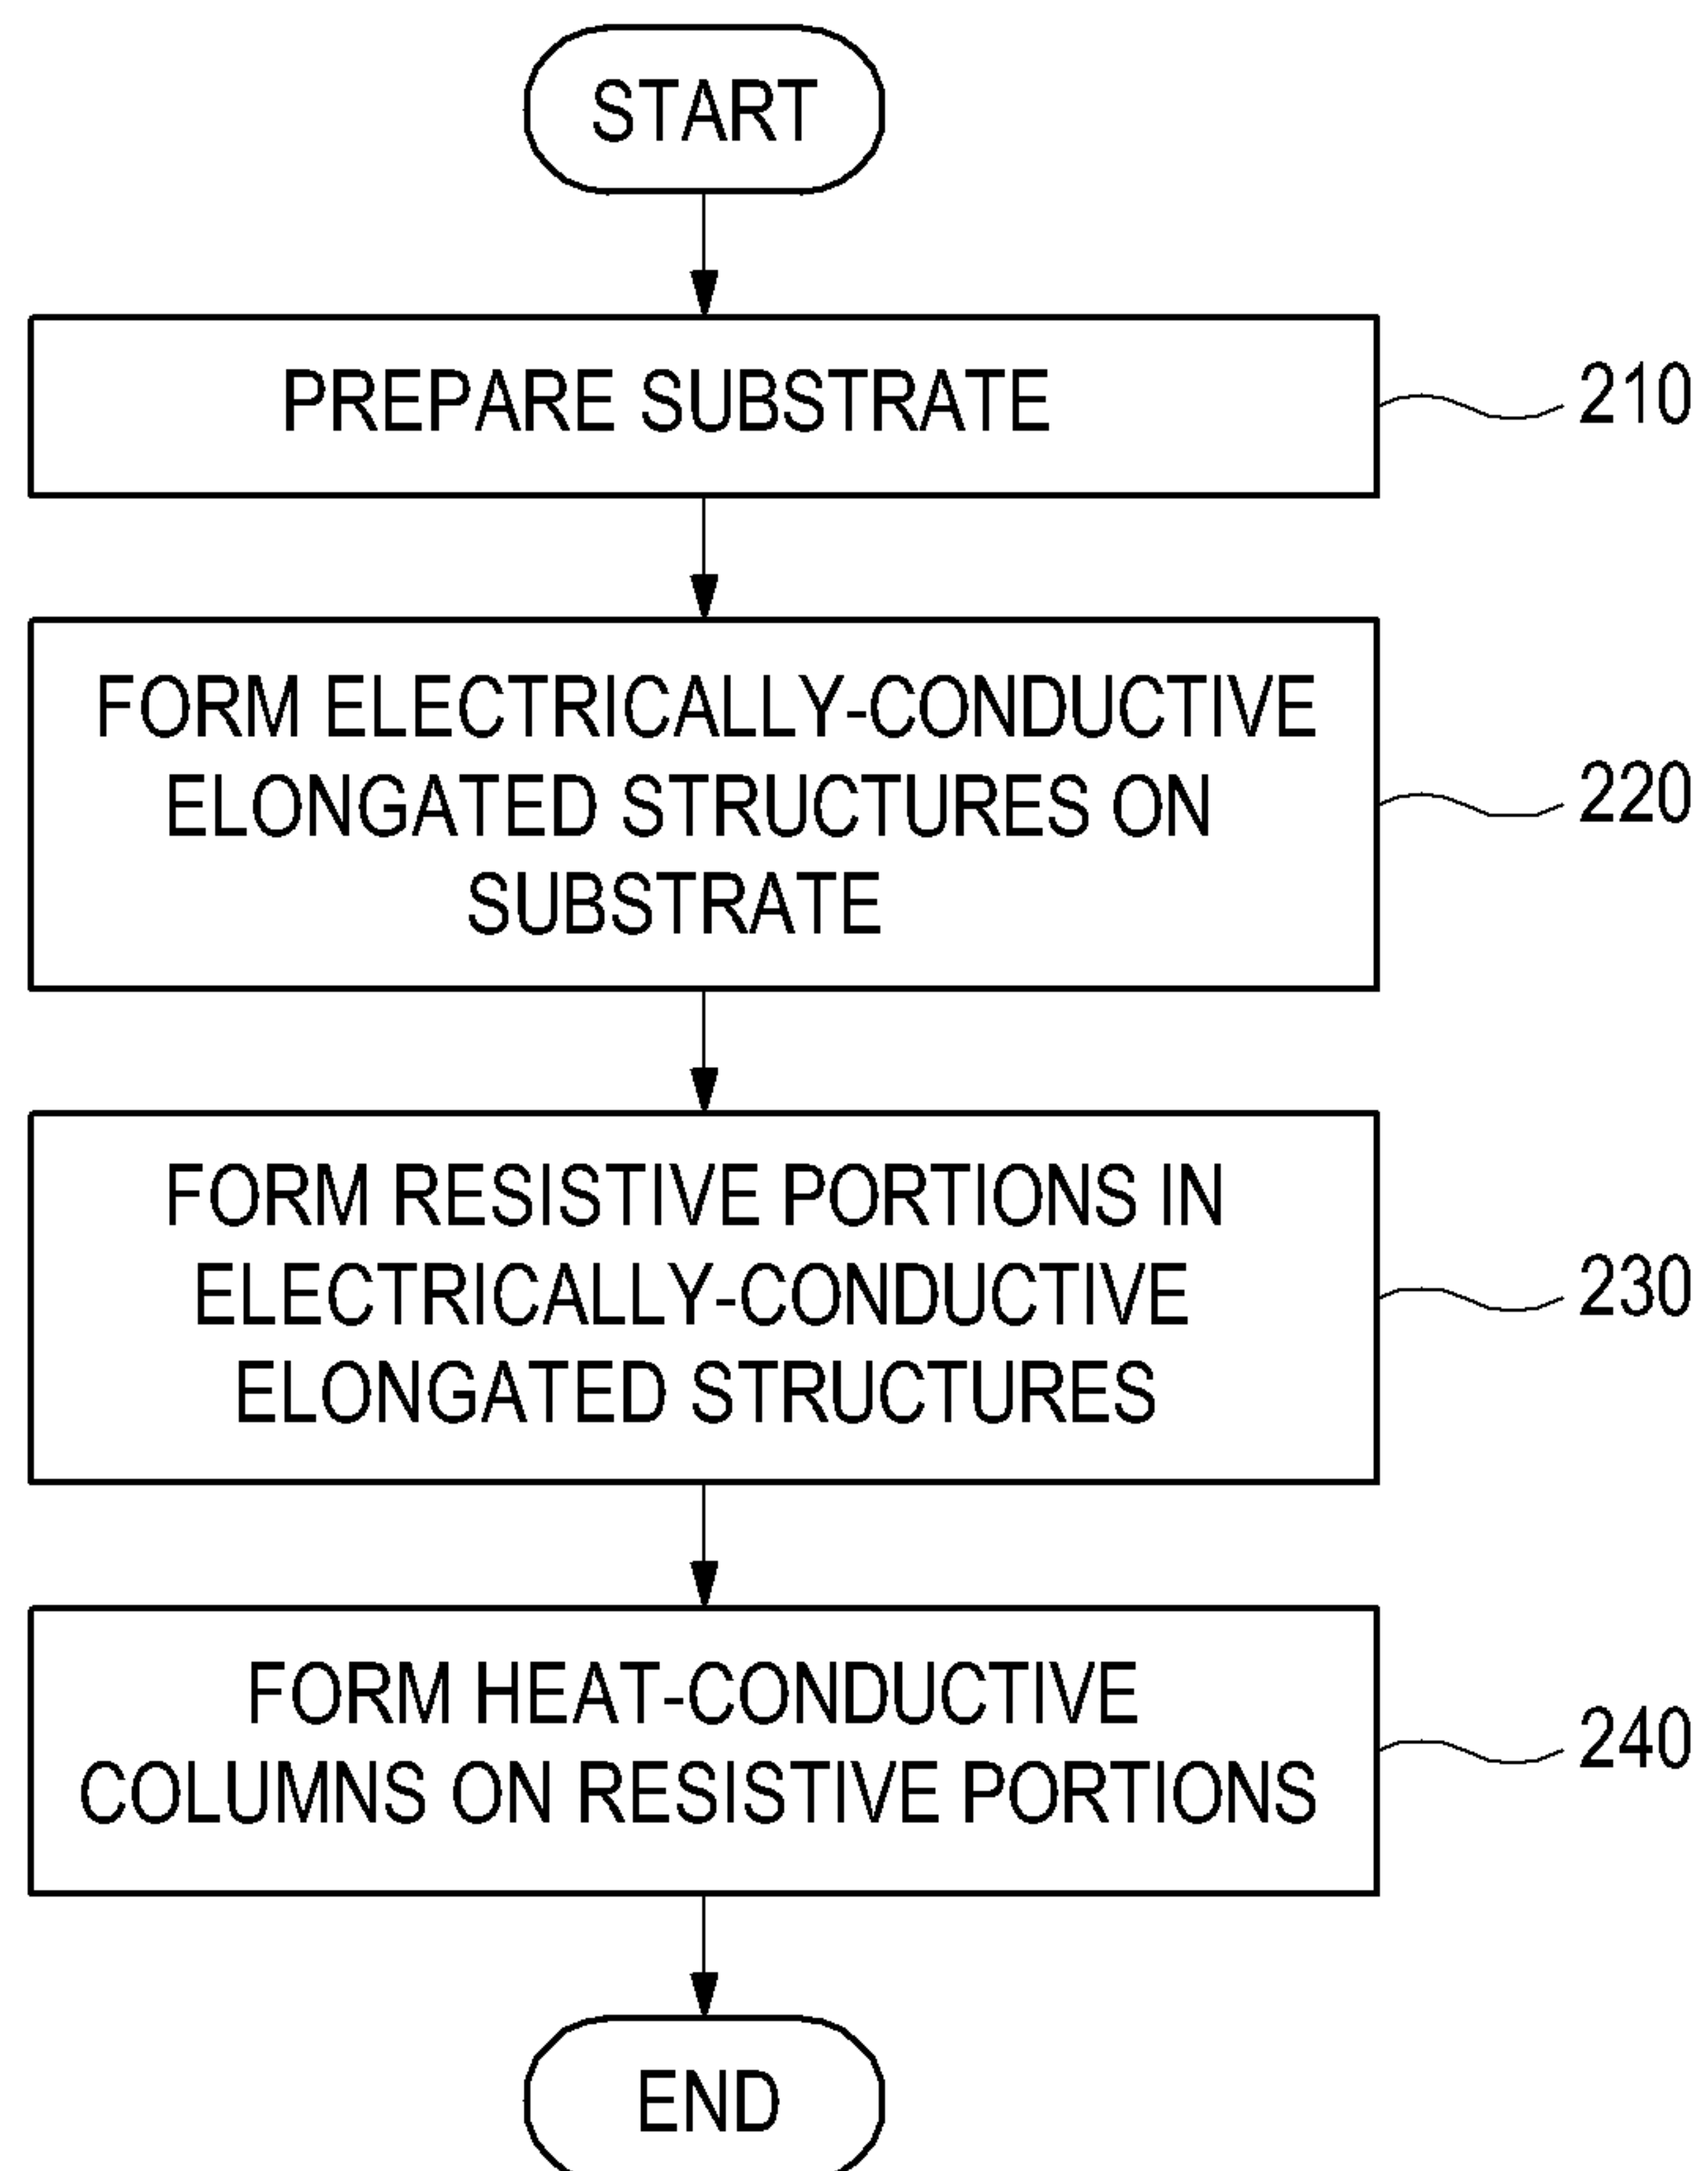 START
PREPARE SUBSTRATE
210
FORM ELECTRICALLY-CONDUCTIVE
ELONGATED STRUCTURES ON
SUBSTRATE
220
FORM RESISTIVE PORTIONS IN
ELECTRICALLY-CONDUCTIVE
ELONGATED STRUCTURES
230
FORM HEAT-CONDUCTIVE
COLUMNS ON RESISTIVE PORTIONS
240
END